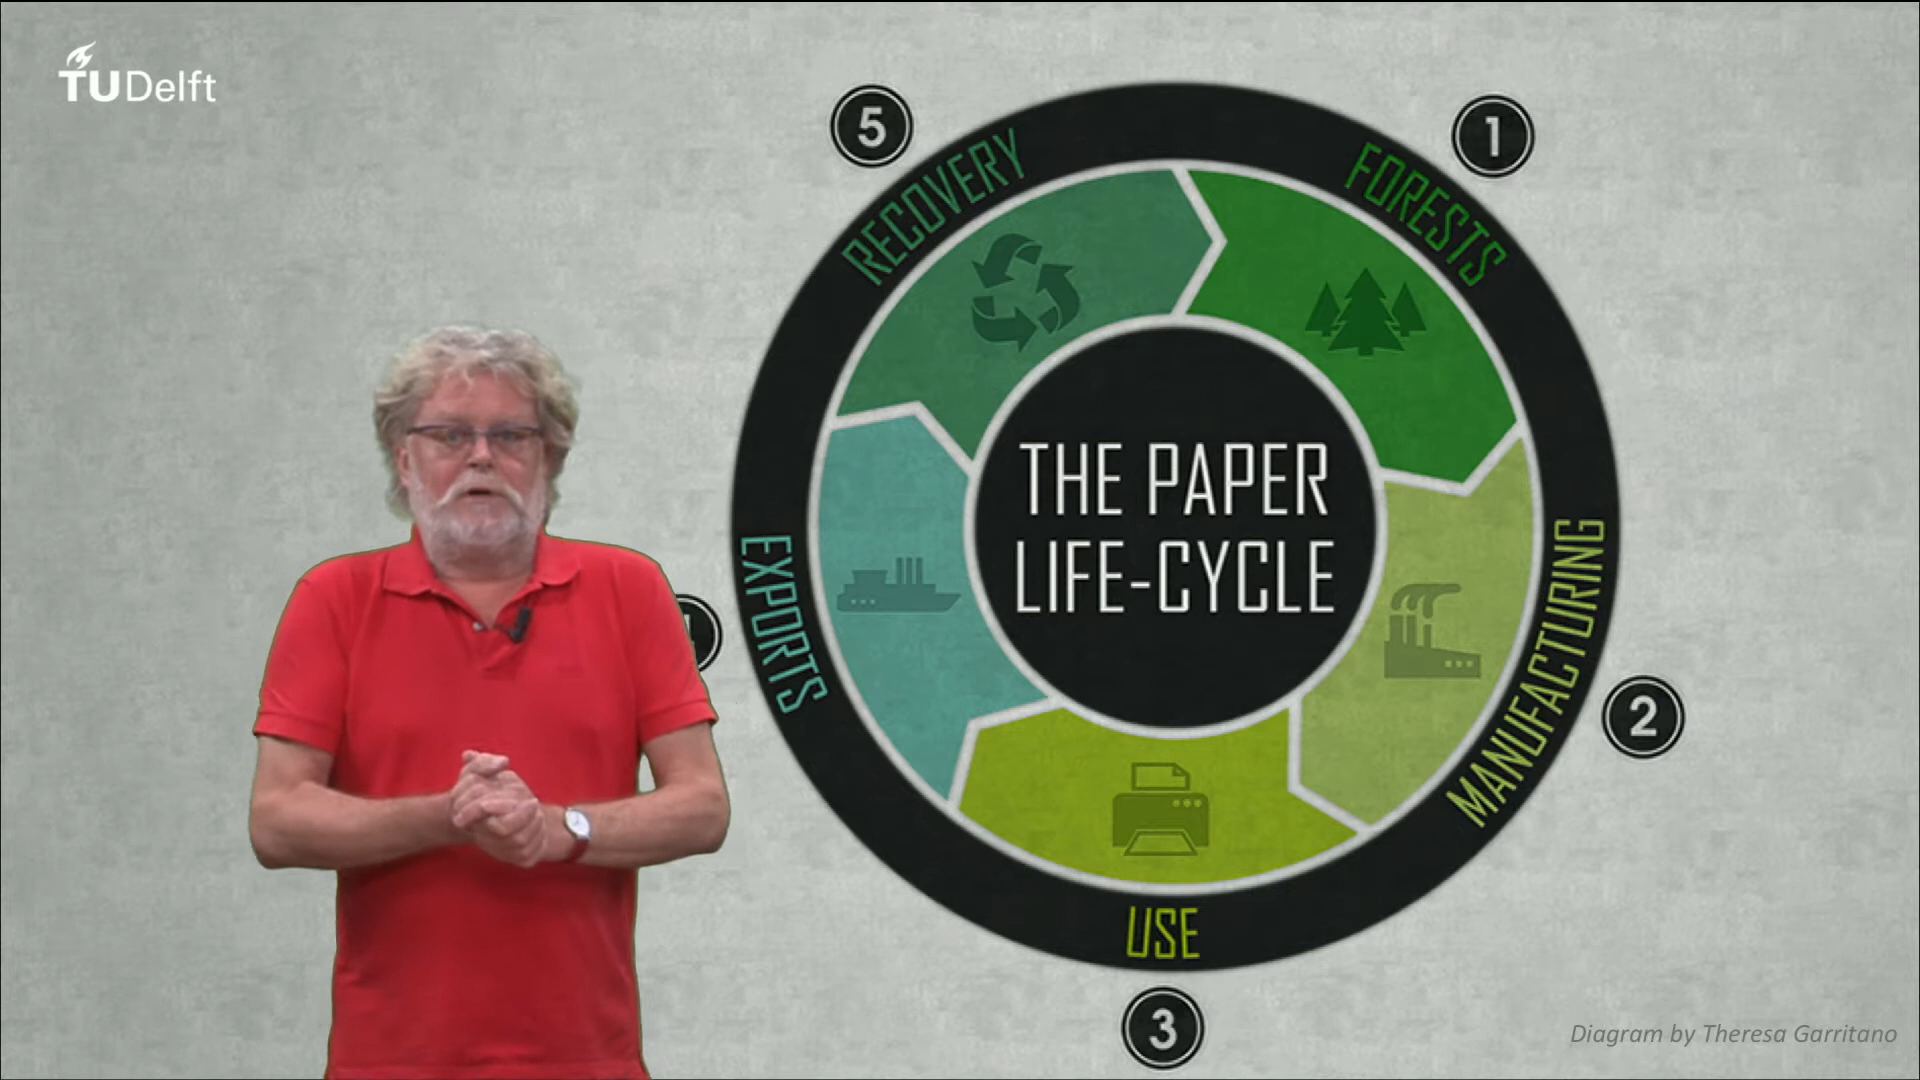 TUDelft
5
1
RECOVERY
FORESTS
THE PAPER
LIFE-CYCLE
EXPORTS
MANUFACTURING
2
USE
3
Diagram by Theresa Garritano